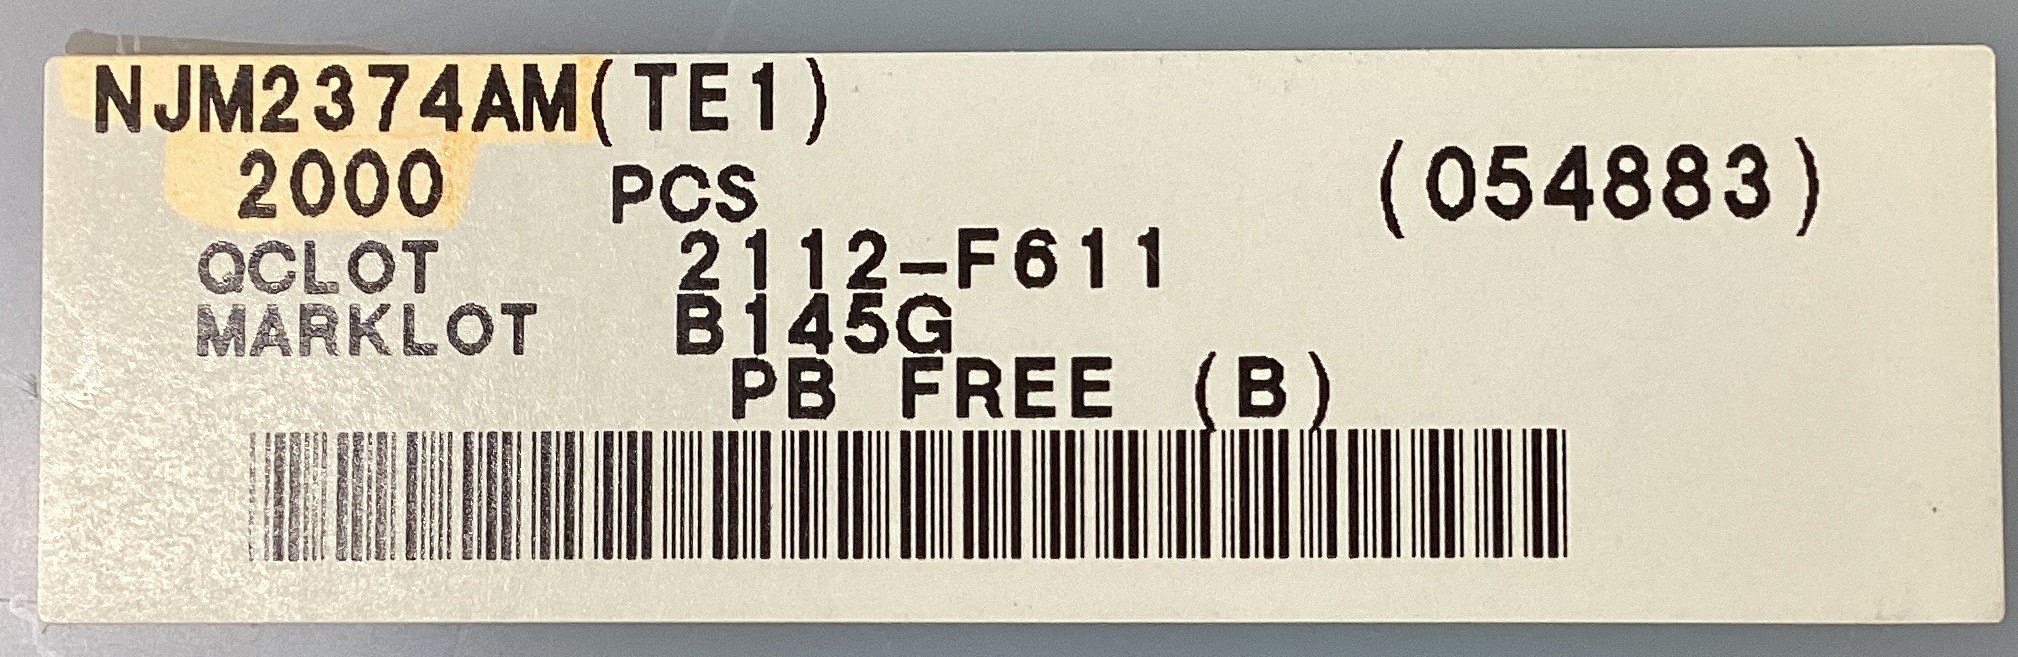 NJM2374AM(TE1)
2000 PCS (054883)
QCLOT 2112-F611
MARKLOT B145G
PB FREE (B)